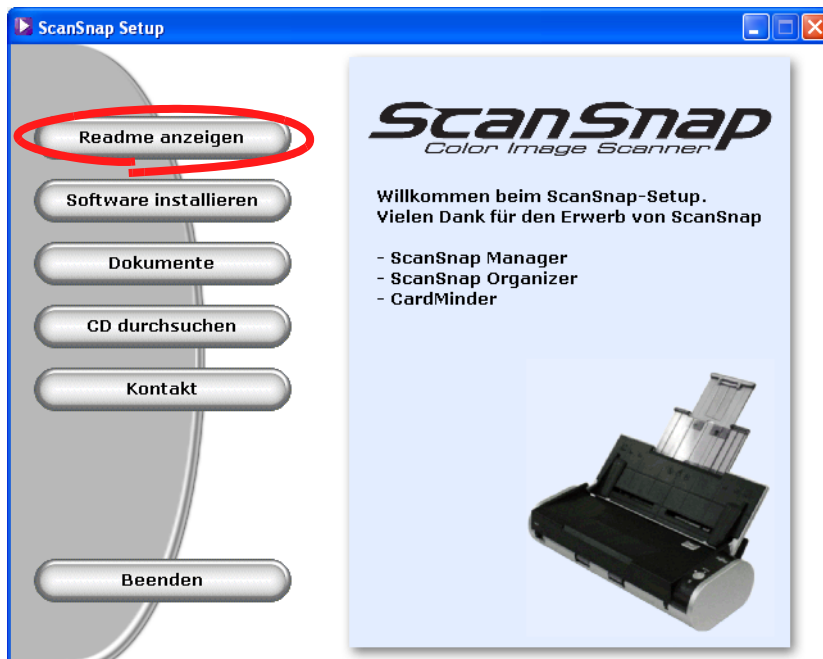 ScanSnap Setup
Readme anzeigen
Software installieren
Dokumente
CD durchsuchen
Kontakt
Beenden
ScanSnap
Color Image Scanner
Willkommen beim ScanSnap-Setup.
Vielen Dank für den Erwerb von ScanSnap
- ScanSnap Manager
- ScanSnap Organizer
- CardMinder